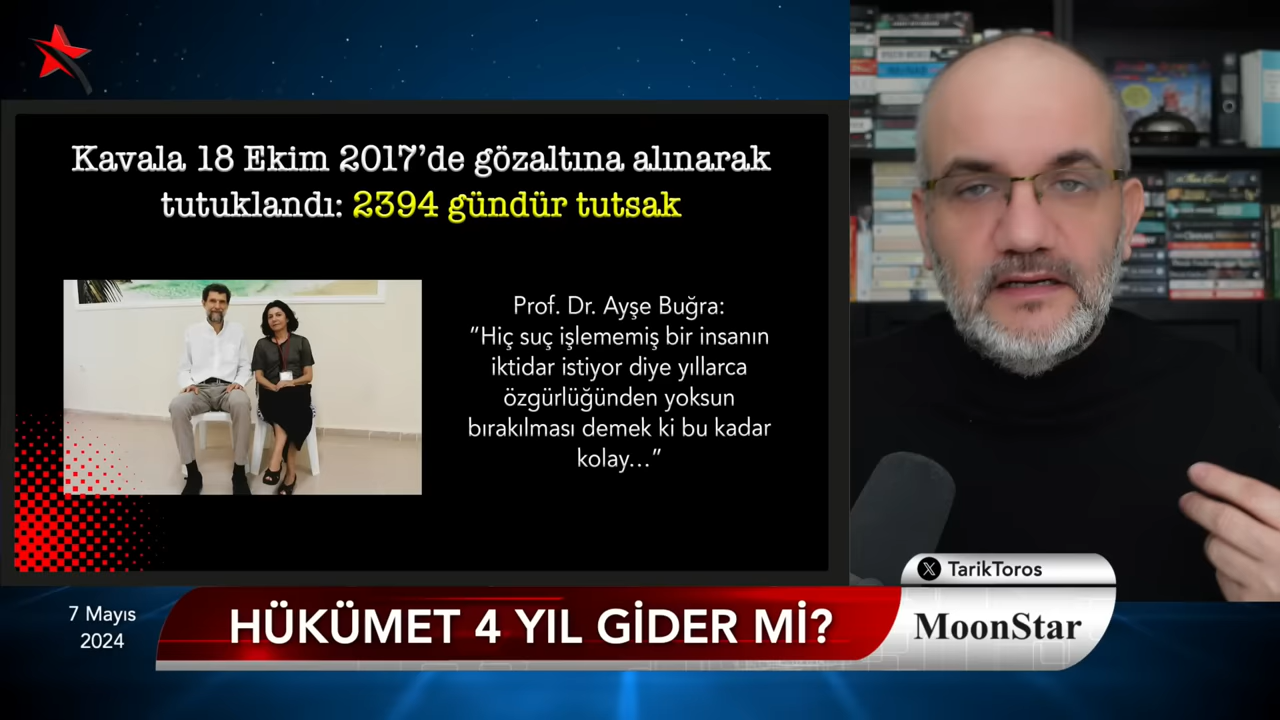 Kavala 18 Ekim 2017’de gözaltına alınarak
tutuklandı: 2394 gündür tutsak
Prof. Dr. Ayşe Buğra:
“Hiç suç işlememiş bir insanın
iktidar istiyor diye yıllarca
özgürlüğünden yoksun
bırakılması demek ki bu kadar
kolay...”
TarikToros
MoonStar
7 Mayıs
2024
HÜKÜMET 4 YIL GİDER Mİ?